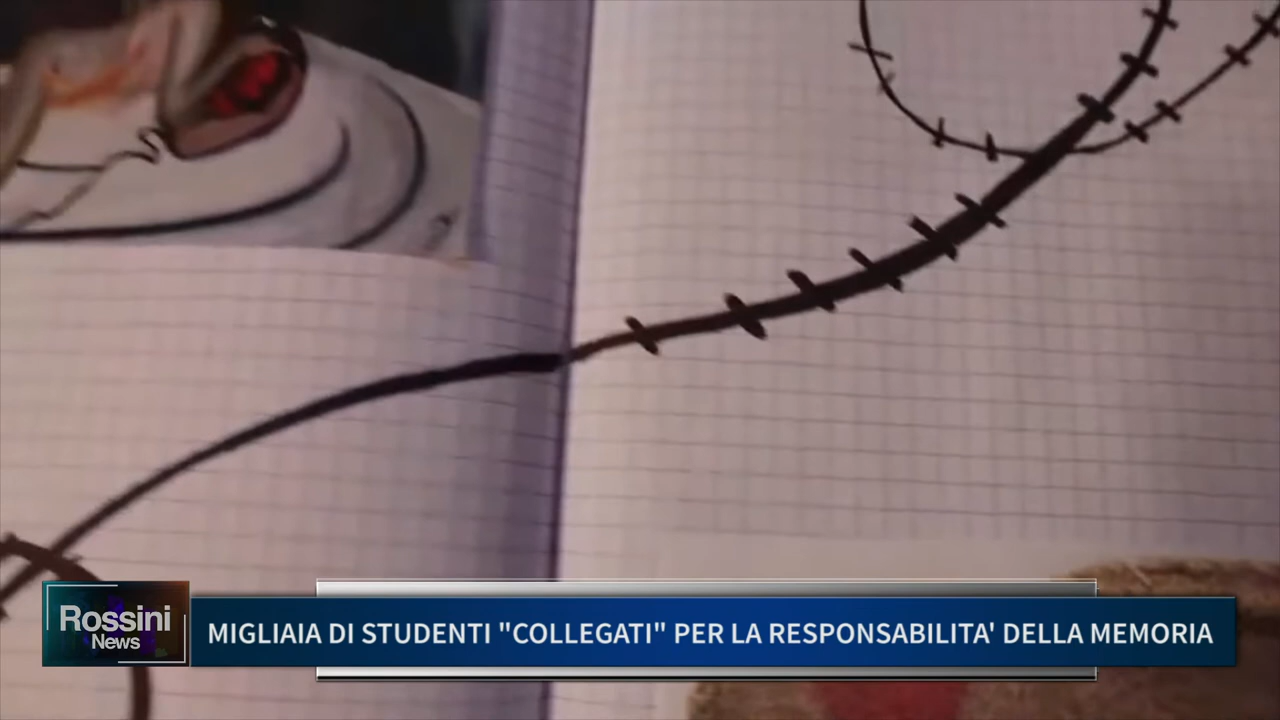 Rossini
News
MIGLIAIA DI STUDENTI "COLLEGATI" PER LA RESPONSABILITA' DELLA MEMORIA